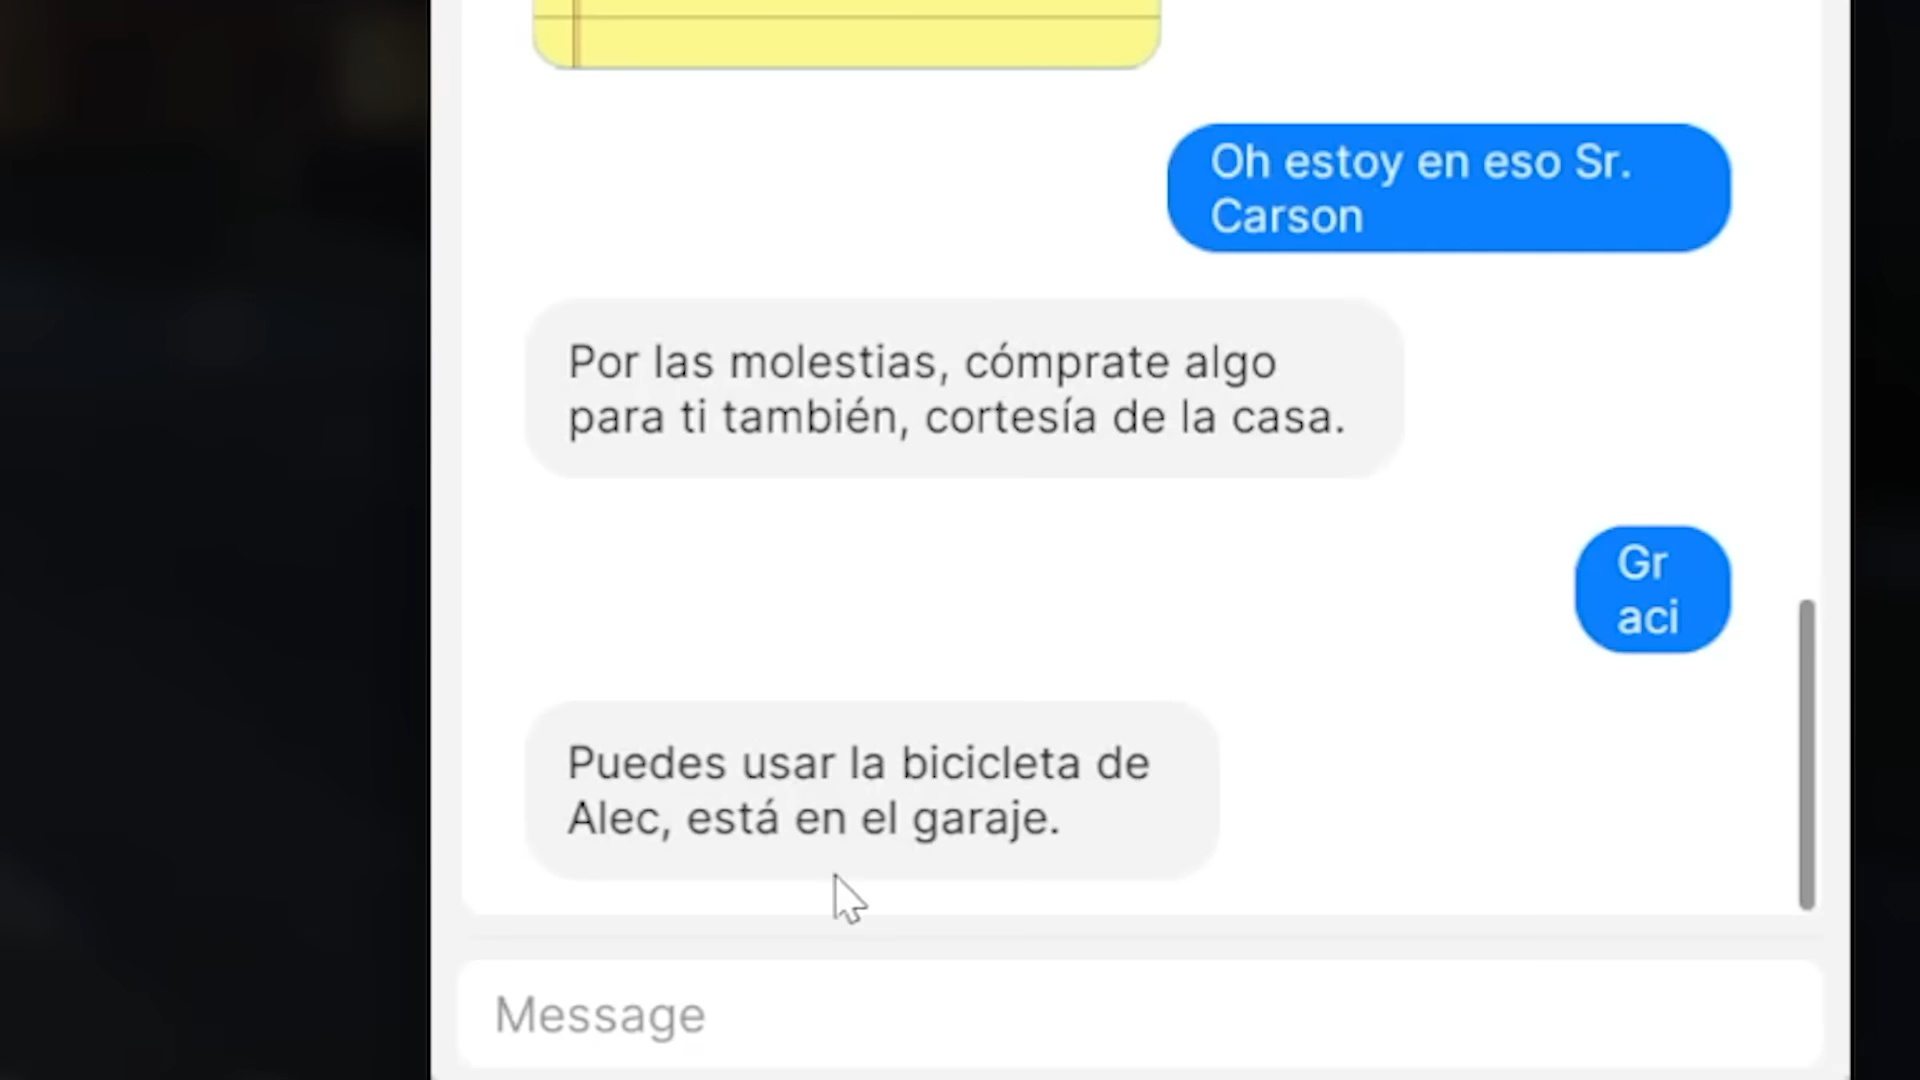 Oh estoy en eso Sr.
Carson
Por las molestias, cómprate algo
para ti también, cortesía de la casa.
Gr
aci
Puedes usar la bicicleta de
Alec, está en el garaje.
Message